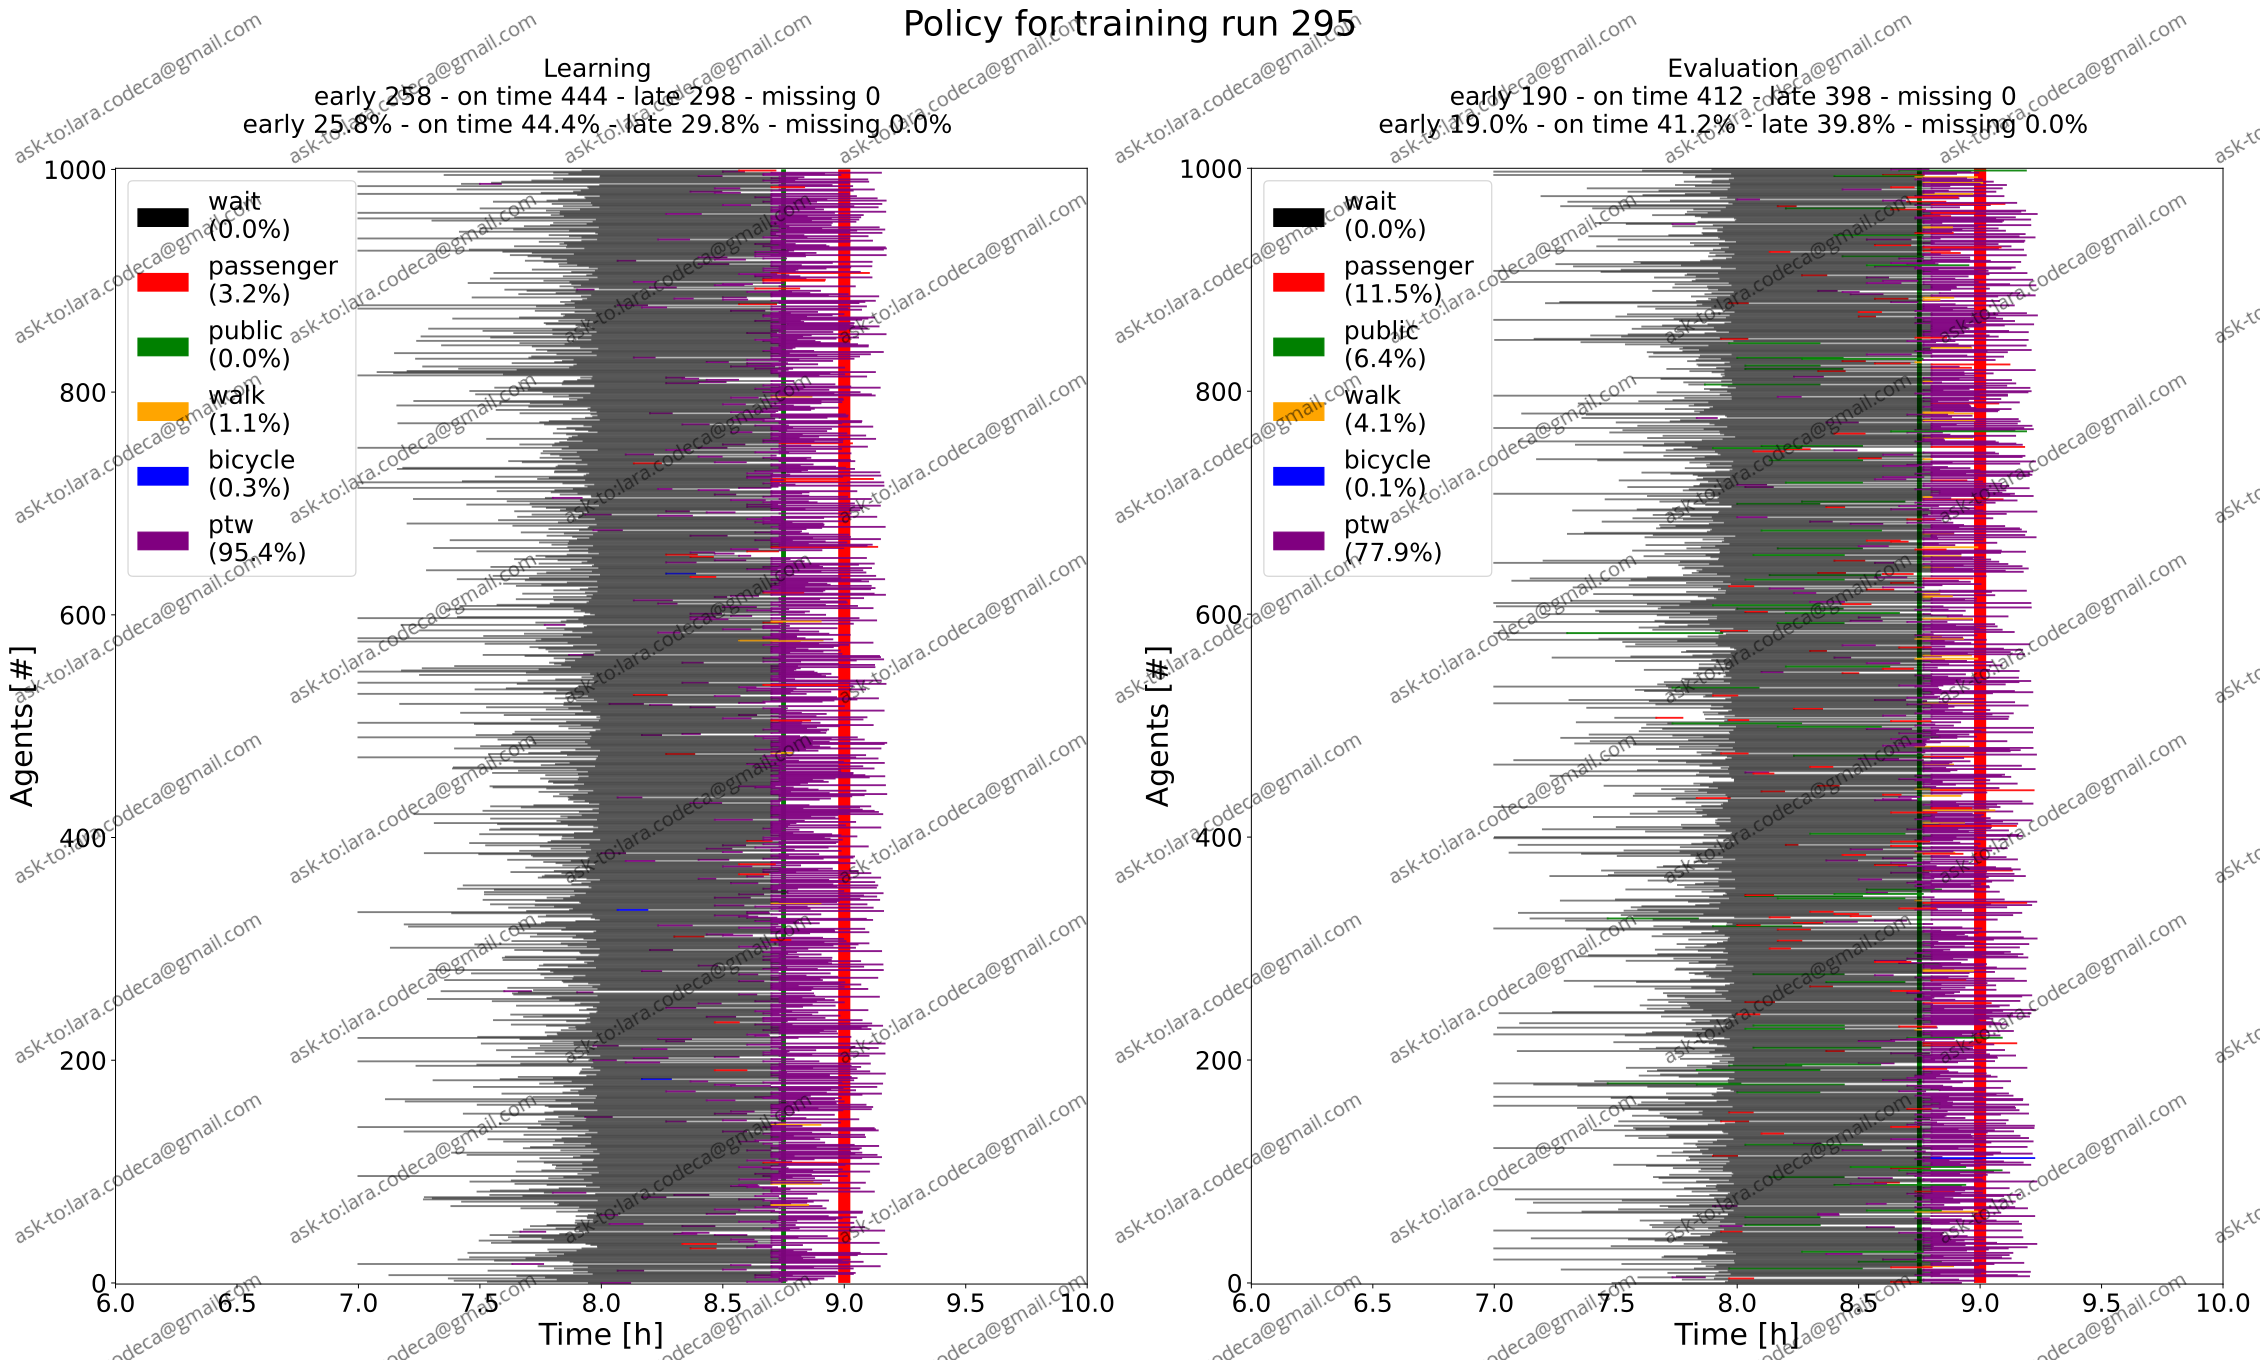 Policy for training run 295
Learning
early 258 - on time 444 - late 298 - missing 0
early 25.8% - on time 44.4% - late 29.8% - missing 0.0%
Agents [#]
1000
800
600
400
200
0
wait
(0.0%)
passenger
(3.2%)
public
(0.0%)
walk
(1.1%)
bicycle
(0.3%)
ptw
(95.4%)
6.0 6.5 7.0 7.5 8.0 8.5 9.0 9.5 10.0
Time [h]
Evaluation
early 190 - on time 412 - late 398 - missing 0
early 19.0% - on time 41.2% - late 39.8% - missing 0.0%
Agents [#]
1000
800
600
400
200
0
wait
(0.0%)
passenger
(11.5%)
public
(6.4%)
walk
(4.1%)
bicycle
(0.1%)
ptw
(77.9%)
6.0 6.5 7.0 7.5 8.0 8.5 9.0 9.5 10.0
Time [h]
ask-to:lara.codeca@gmail.com